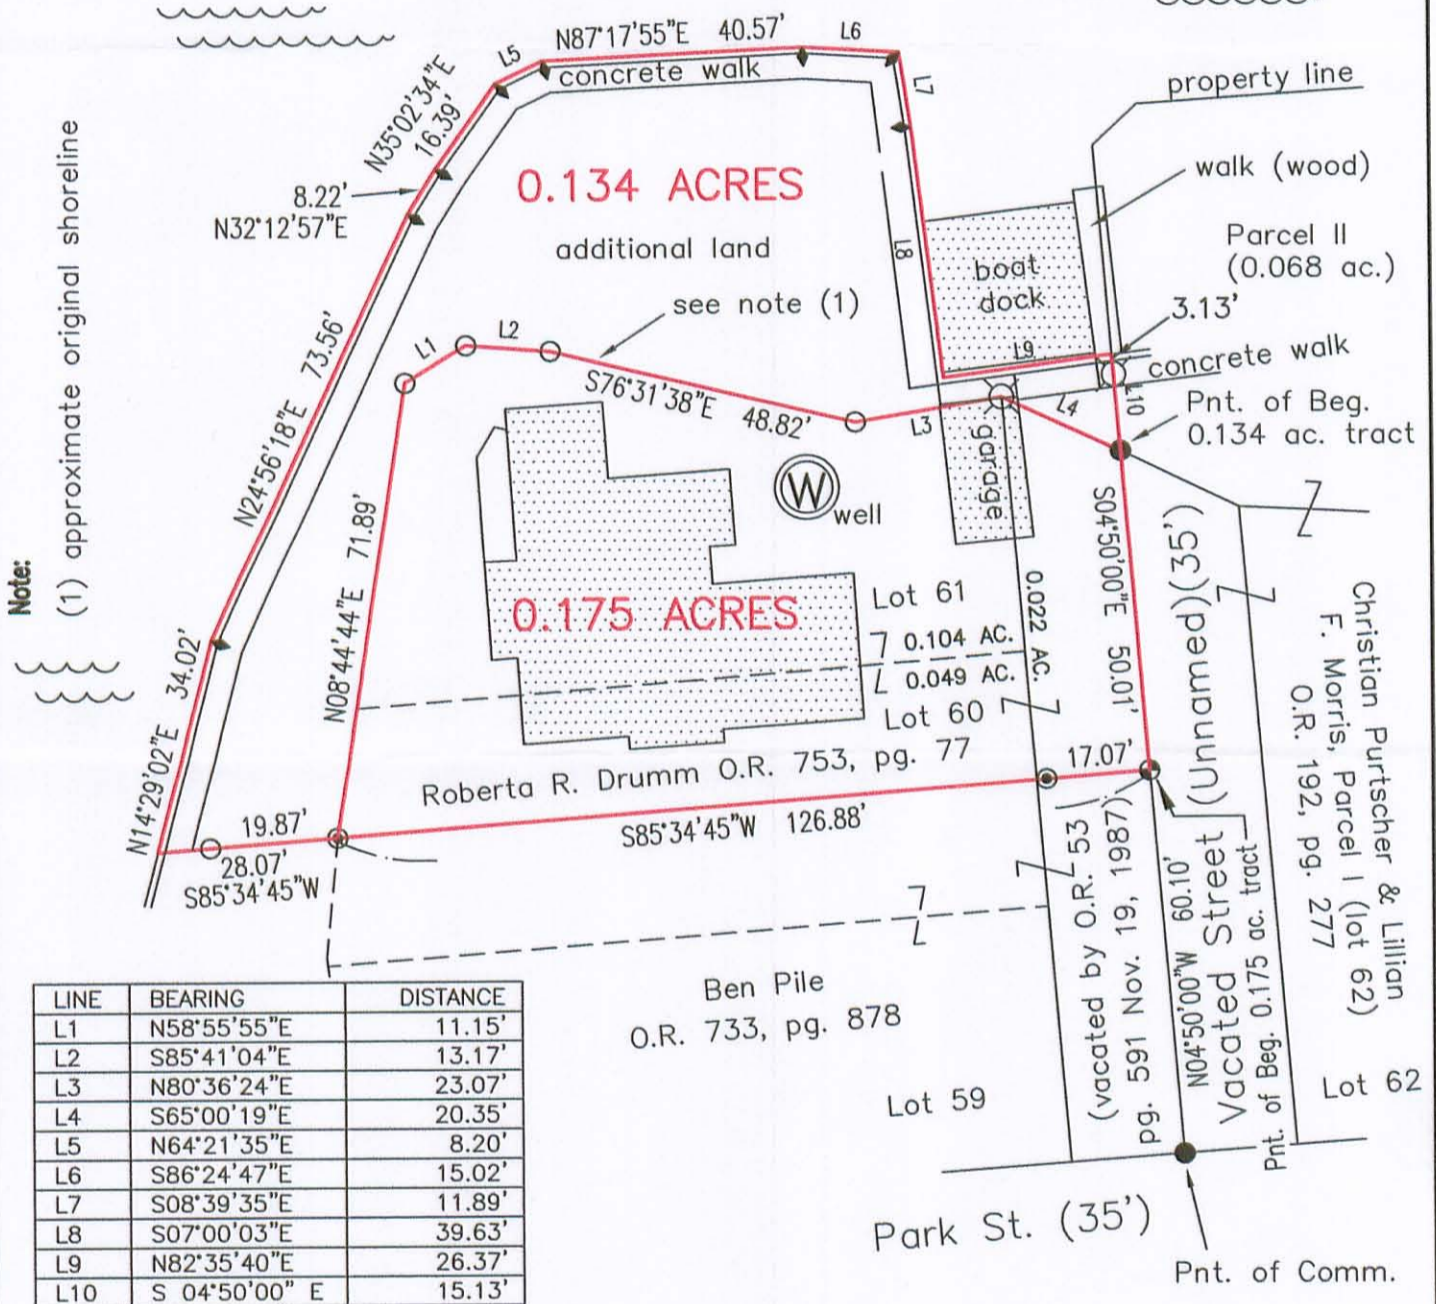 N87°17'55"E 40.57'
L6
L5
concrete walk
L7
property line
N35°02'34"E
16.39'
walk (wood)
8.22'
N32°12'57"E
0.134 ACRES
additional land
see note (1)
L8
boat
dock
Parcel II
(0.068 ac.)
3.13'
L9
concrete walk
L1
L2
S76°31'38"E 48.82'
L3
L4
L10
Pnt. of Beg.
0.134 ac. tract
garage
N24°56'18"E 73.56'
N08°44'44"E 71.89'
W
well
Note:
(1) approximate original shoreline
0.175 ACRES
Lot 61
0.104 AC.
0.049 AC.
Lot 60
0.022 AC.
S04°50'00"E 50.01'
N14°29'02"E 34.02'
Roberta R. Drumm O.R. 753, pg. 77
17.07'
S85°34'45"W 126.88'
19.87'
28.07'
S85°34'45"W
Christian Purtscher & Lillian
F. Morris, Parcel I (lot 62)
O.R. 192, pg. 277
Vacated Street (Unnamed)(35')
(vacated by O.R. 53
pg. 591 Nov. 19, 1987)
N04°50'00"W 60.10'
Pnt. of Beg. 0.175 ac. tract
Ben Pile
O.R. 733, pg. 878
Lot 59
Lot 62
Park St. (35')
Pnt. of Comm.
LINE BEARING DISTANCE
L1 N58°55'55"E 11.15'
L2 S85°41'04"E 13.17'
L3 N80°36'24"E 23.07'
L4 S65°00'19"E 20.35'
L5 N64°21'35"E 8.20'
L6 S86°24'47"E 15.02'
L7 S08°39'35"E 11.89'
L8 S07°00'03"E 39.63'
L9 N82°35'40"E 26.37'
L10 S 04°50'00" E 15.13'